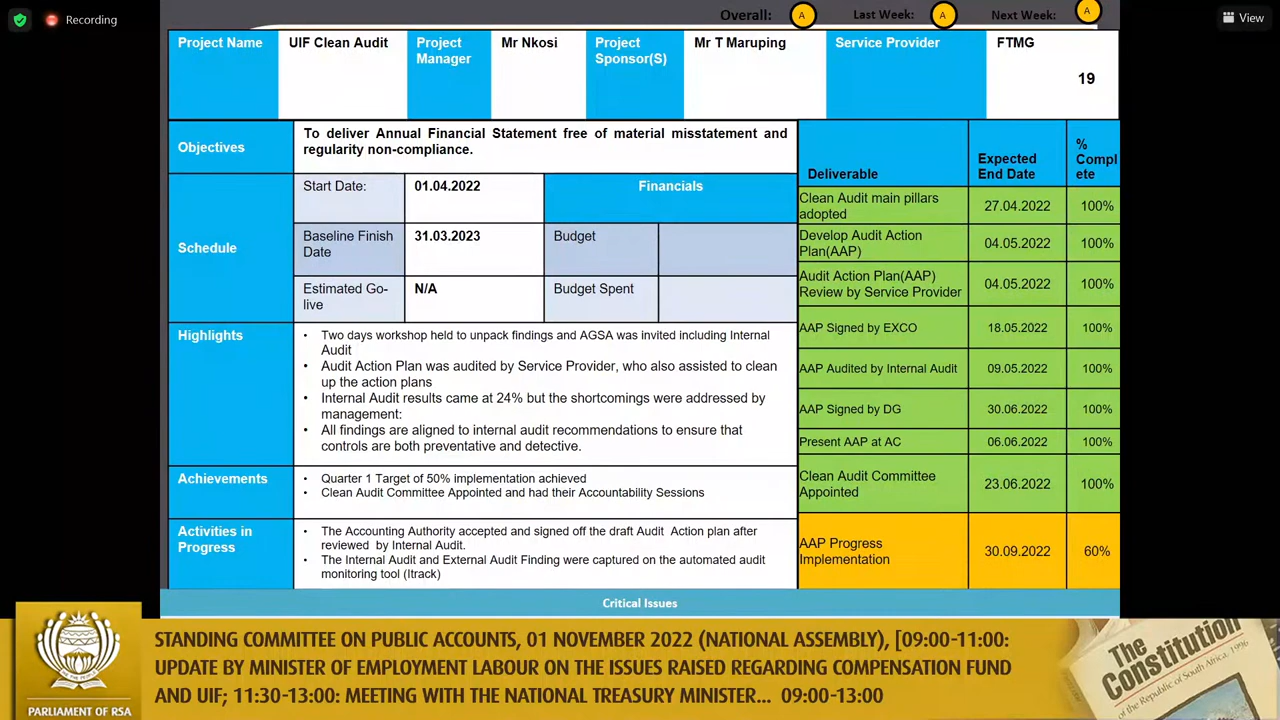 Recording
View
Overall: A Last Week: A Next Week: A
Project Name
UIF Clean Audit
Project
Manager
Mr Nkosi
Project
Sponsor(S)
Mr T Maruping
Service Provider
FTMG
19
Objectives
To deliver Annual Financial Statement free of material misstatement and
regularity non-compliance.
Schedule
Start Date:
01.04.2022
Financials
Baseline Finish
Date
31.03.2023
Budget
Estimated Go-
live
N/A
Budget Spent
Highlights
• Two days workshop held to unpack findings and AGSA was invited including Internal
Audit
• Audit Action Plan was audited by Service Provider, who also assisted to clean
up the action plans
• Internal Audit results came at 24% but the shortcomings were addressed by
management:
• All findings are aligned to internal audit recommendations to ensure that
controls are both preventative and detective.
Achievements
• Quarter 1 Target of 50% implementation achieved
• Clean Audit Committee Appointed and had their Accountability Sessions
Activities in
Progress
• The Accounting Authority accepted and signed off the draft Audit Action plan after
reviewed by Internal Audit.
• The Internal Audit and External Audit Finding were captured on the automated audit
monitoring tool (Itrack)
Deliverable
Expected
End Date
%
Compl
ete
Clean Audit main pillars
adopted
27.04.2022
100%
Develop Audit Action
Plan(AAP)
04.05.2022
100%
Audit Action Plan(AAP)
Review by Service Provider
04.05.2022
100%
AAP Signed by EXCO
18.05.2022
100%
AAP Audited by Internal Audit
09.05.2022
100%
AAP Signed by DG
30.06.2022
100%
Present AAP at AC
06.06.2022
100%
Clean Audit Committee
Appointed
23.06.2022
100%
AAP Progress
Implementation
30.09.2022
60%
Critical Issues
PARLIAMENT OF RSA
STANDING COMMITTEE ON PUBLIC ACCOUNTS, 01 NOVEMBER 2022 (NATIONAL ASSEMBLY), [09:00-11:00:
UPDATE BY MINISTER OF EMPLOYMENT LABOUR ON THE ISSUES RAISED REGARDING COMPENSATION FUND
AND UIF; 11:30-13:00: MEETING WITH THE NATIONAL TREASURY MINISTER... 09:00-13:00
The
Constitution
of the Republic of South Africa, 1996